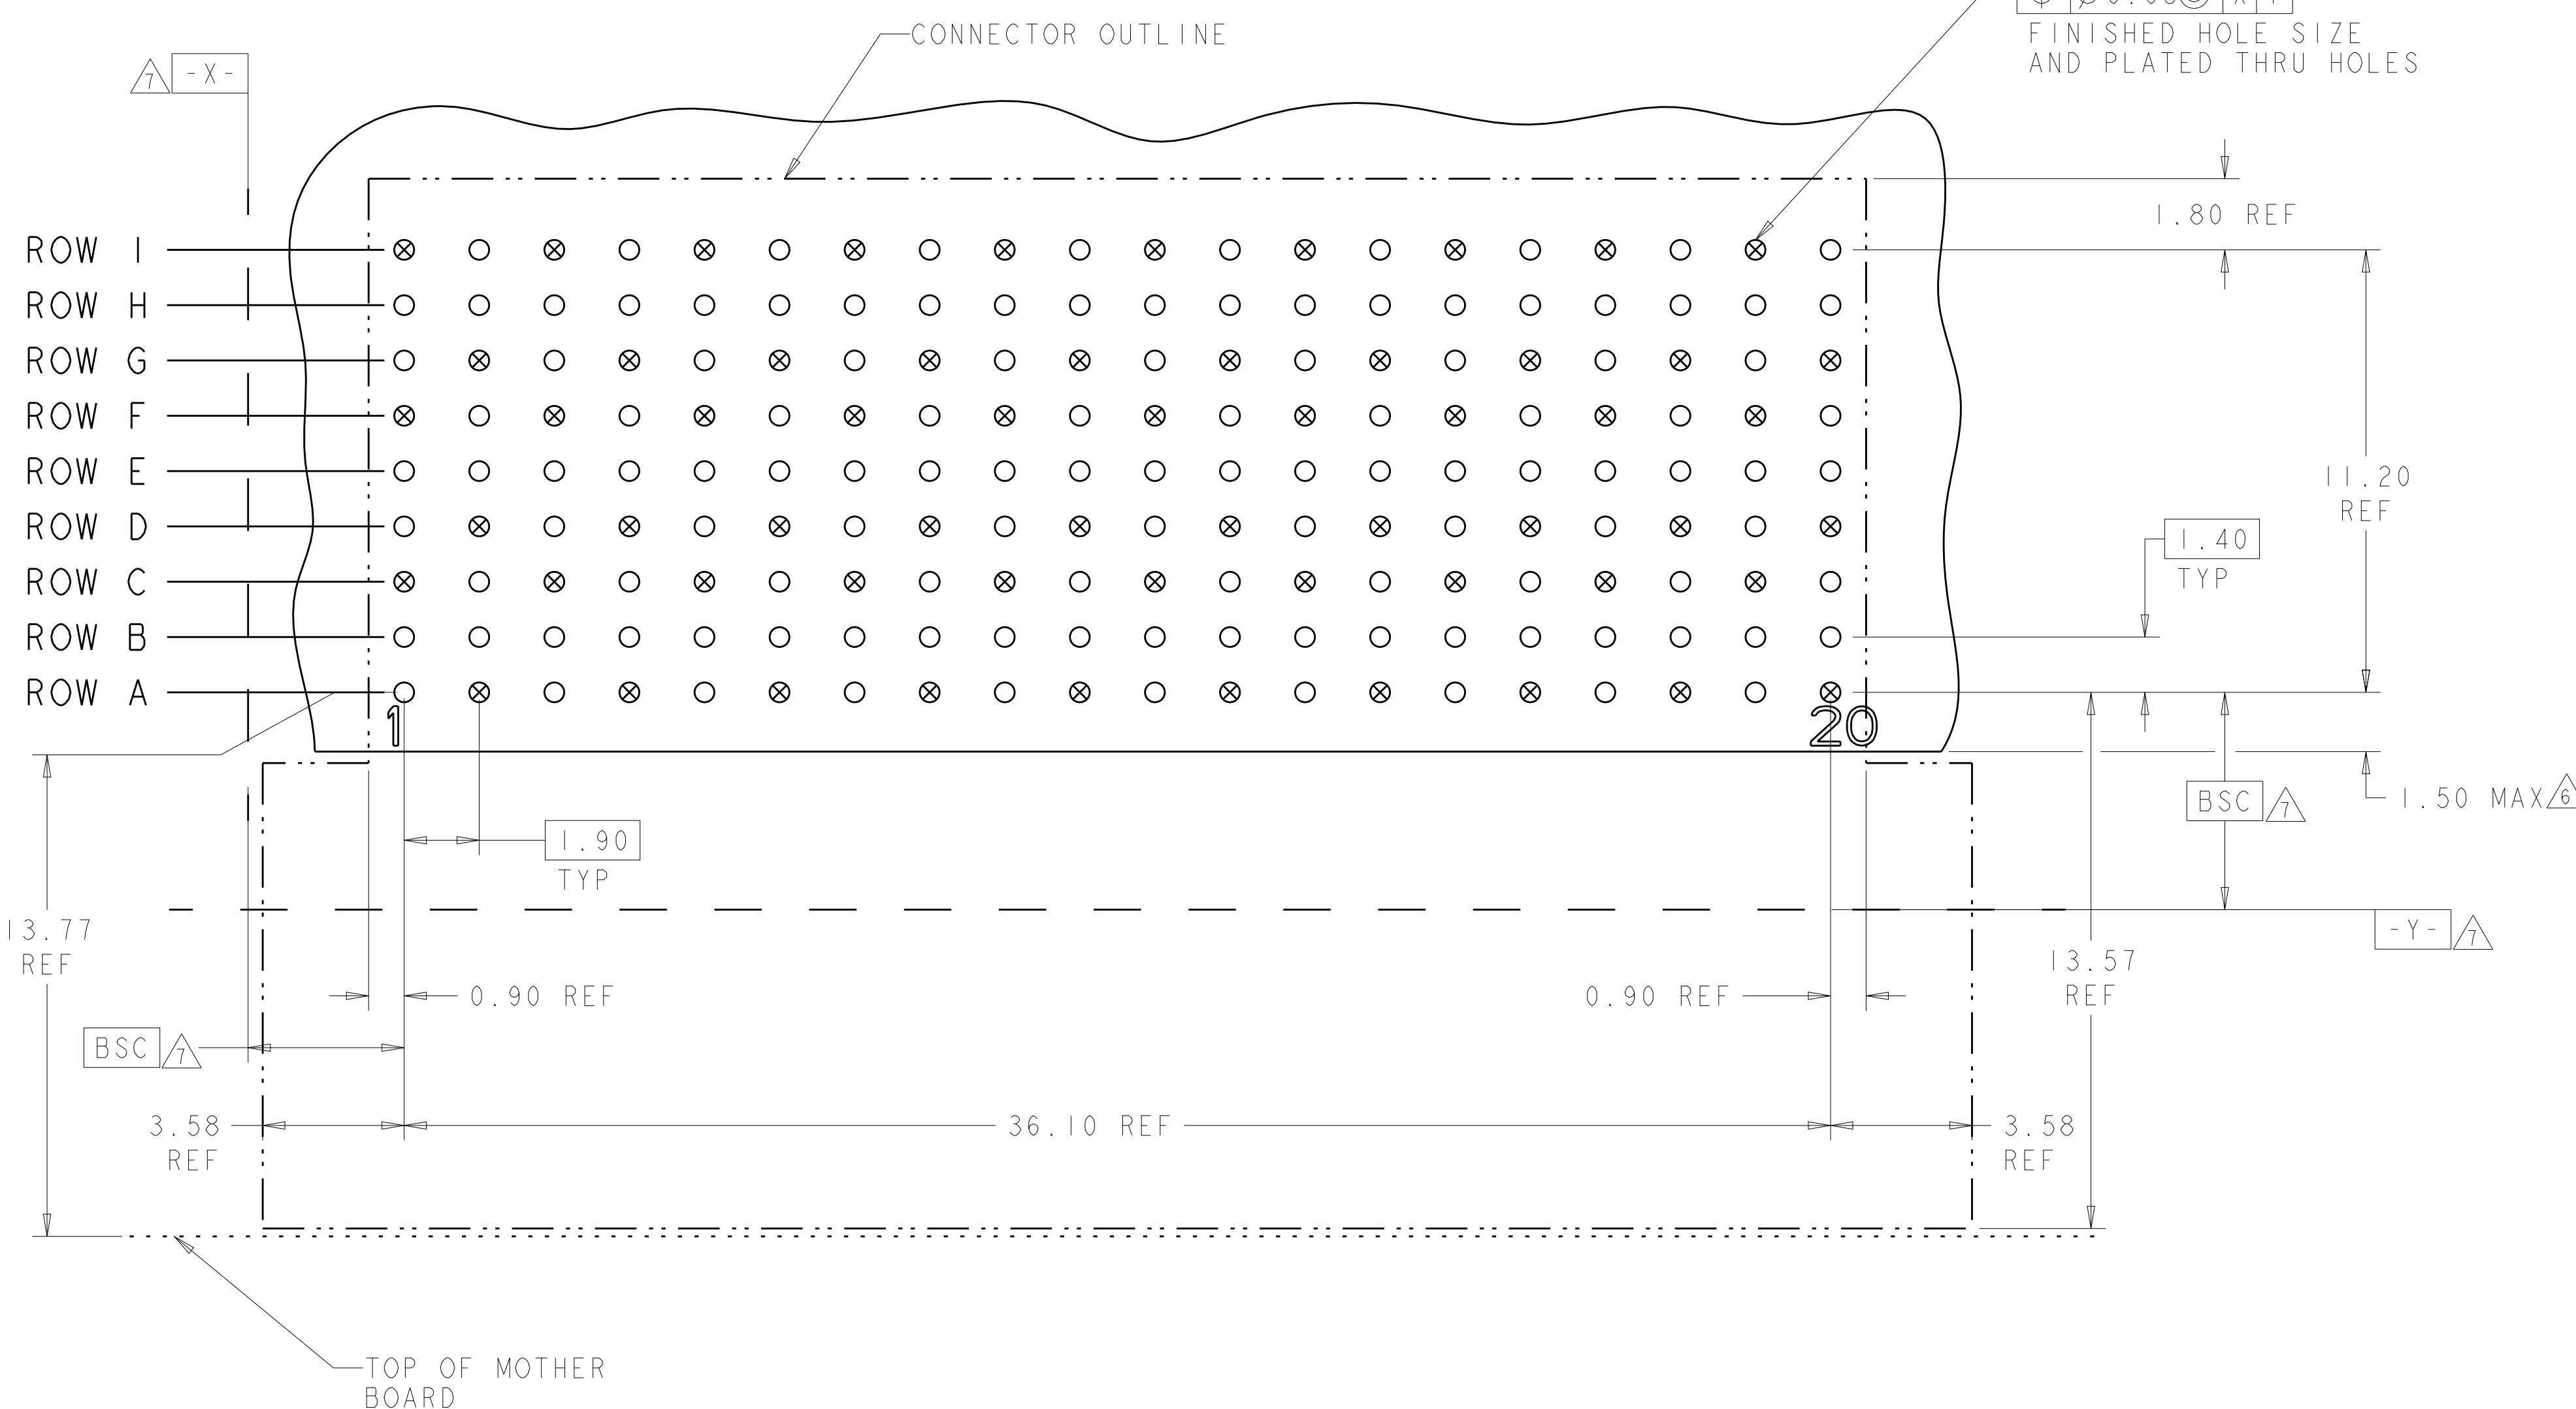 CONNECTOR OUTLINE
FINISHED HOLE SIZE
AND PLATED THRU HOLES
7 -X-
1.80 REF
ROW I
ROW H
ROW G
ROW F
ROW E
ROW D
ROW C
ROW B
ROW A
11.20
REF
1.40
TYP
1
20
BSC 7
1.50 MAX 6
1.90
TYP
13.77
REF
-Y- 7
13.57
REF
0.90 REF
0.90 REF
BSC 7
3.58
REF
36.10 REF
3.58
REF
TOP OF MOTHER
BOARD